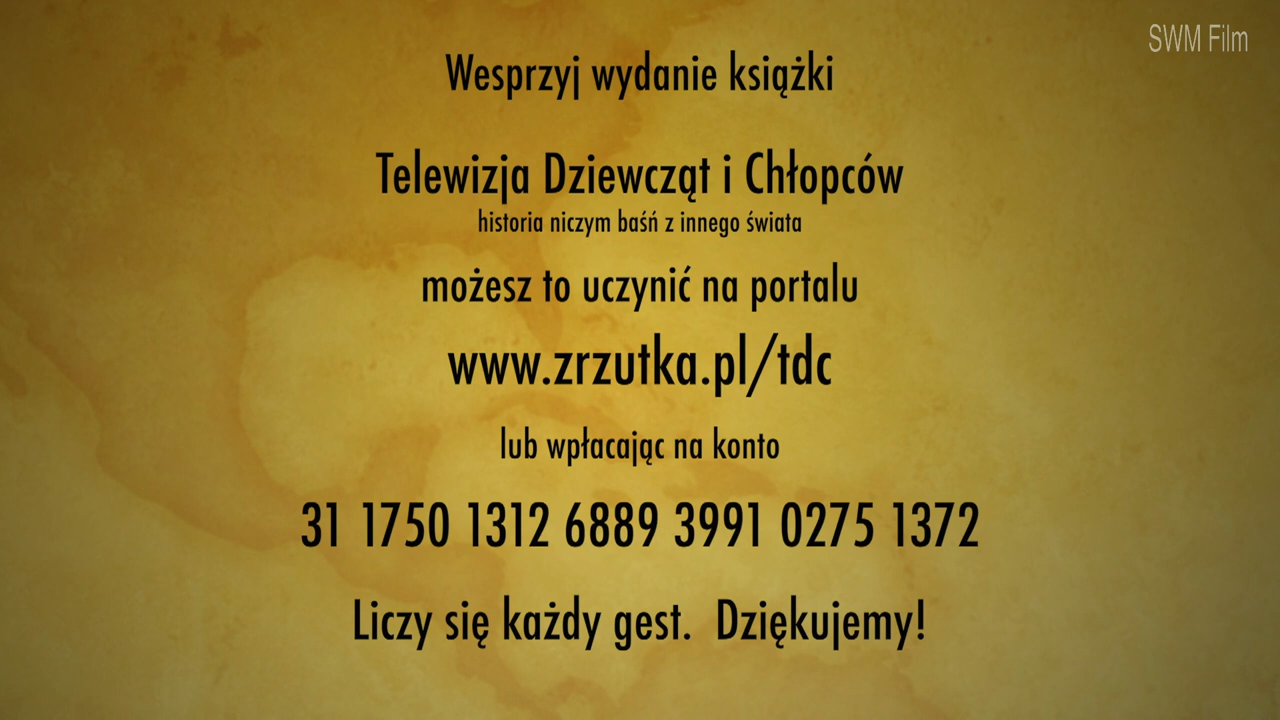 SWM Film
Wesprzyj wydanie książki
Telewizja Dziewcząt i Chłopców
historia niczym baśń z innego świata
możesz to uczynić na portalu
www.zrzutka.pl/tdc
lub wpłacając na konto
31 1750 1312 6889 3991 0275 1372
Liczy się każdy gest. Dziękujemy!